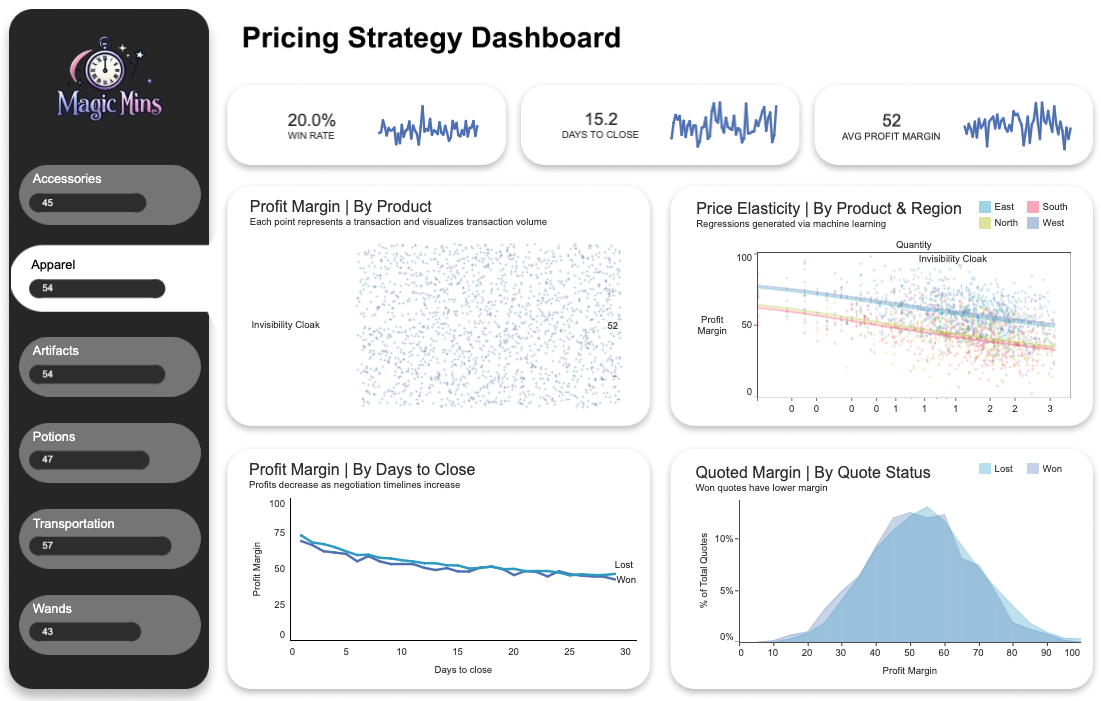 Magic Mins
Accessories
45
Apparel
54
Artifacts
54
Potions
47
Transportation
57
Wands
43
Pricing Strategy Dashboard
20.0%
WIN RATE
15.2
DAYS TO CLOSE
52
AVG PROFIT MARGIN
Profit Margin | By Product
Each point represents a transaction and visualizes transaction volume
Invisibility Cloak
52
Price Elasticity | By Product & Region
Regressions generated via machine learning
East
South
North
West
Quantity
Invisibility Cloak
100
50
0
Profit
Margin
0 0 0 0 1 1 1 2 2 3
Profit Margin | By Days to Close
Profits decrease as negotiation timelines increase
100
75
50
25
0
Profit Margin
Lost
Won
0 5 10 15 20 25 30
Days to close
Quoted Margin | By Quote Status
Won quotes have lower margin
Lost
Won
10%
5%
0%
% of Total Quotes
0 10 20 30 40 50 60 70 80 90 100
Profit Margin